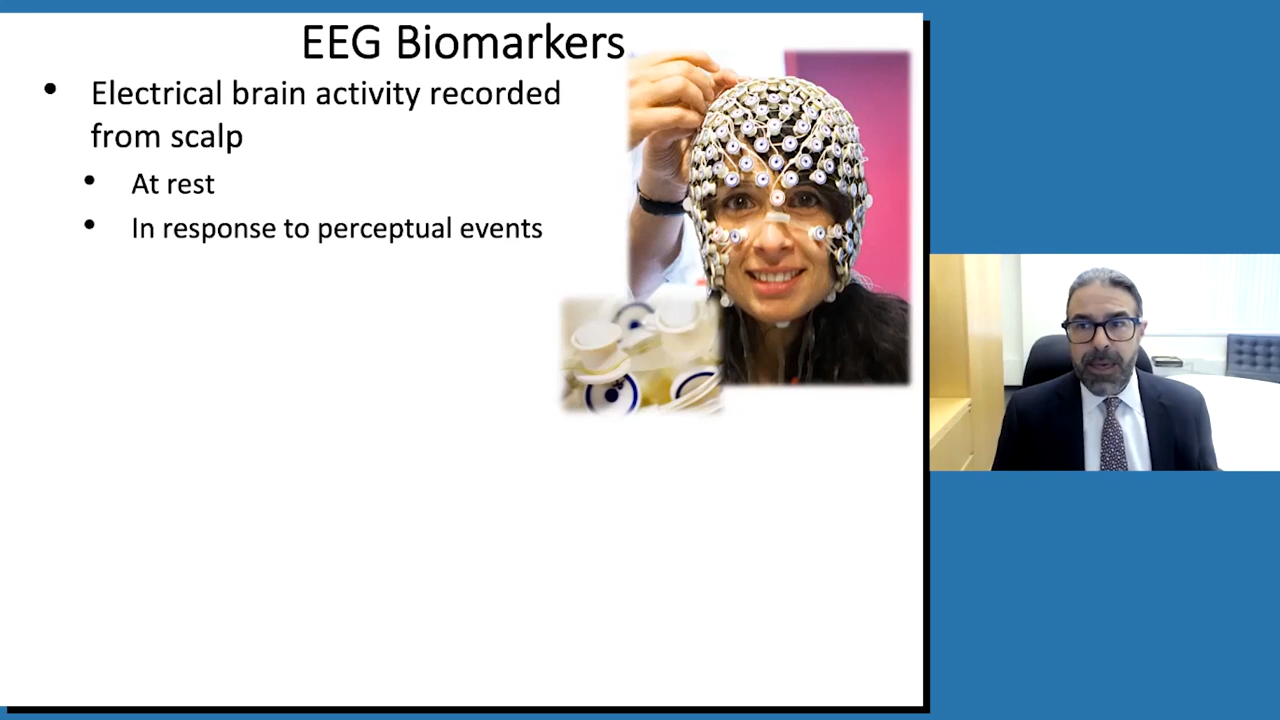 EEG Biomarkers
• Electrical brain activity recorded
from scalp
• At rest
• In response to perceptual events